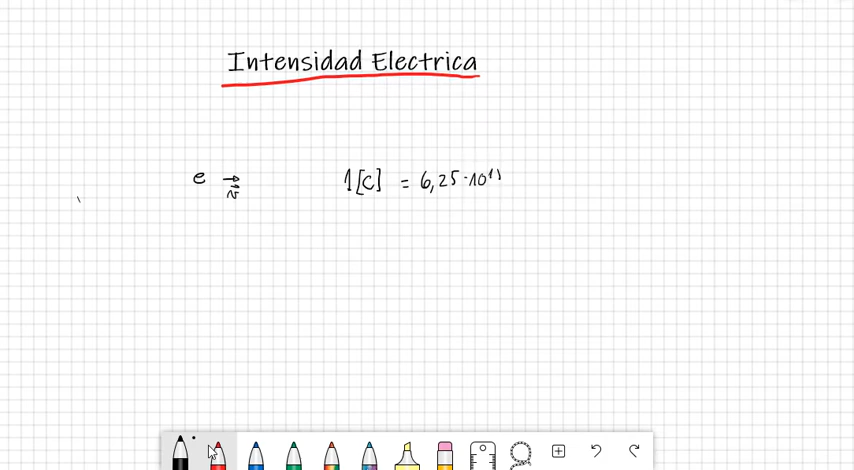 Intensidad Electrica
e → 1[C] = 6,25·10